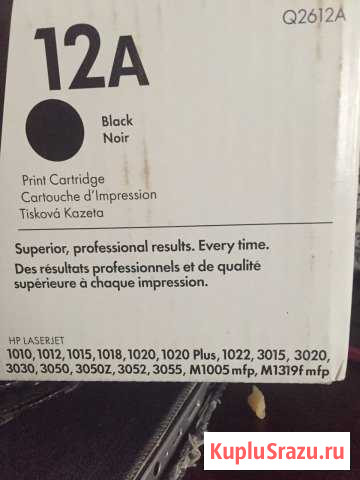 Q2612A
12A
Black
Noir
Print Cartridge
Cartouche d'Impression
Tisková Kazeta
Superior, professional results. Every time.
Des résultats professionnels et de qualité
supérieure à chaque impression.
HP LASERJET
1010, 1012, 1015, 1018, 1020, 1020 Plus, 1022, 3015, 3020,
3030, 3050, 3050Z, 3052, 3055, M1005 mfp, M1319f mfp
KupluSrazu.ru